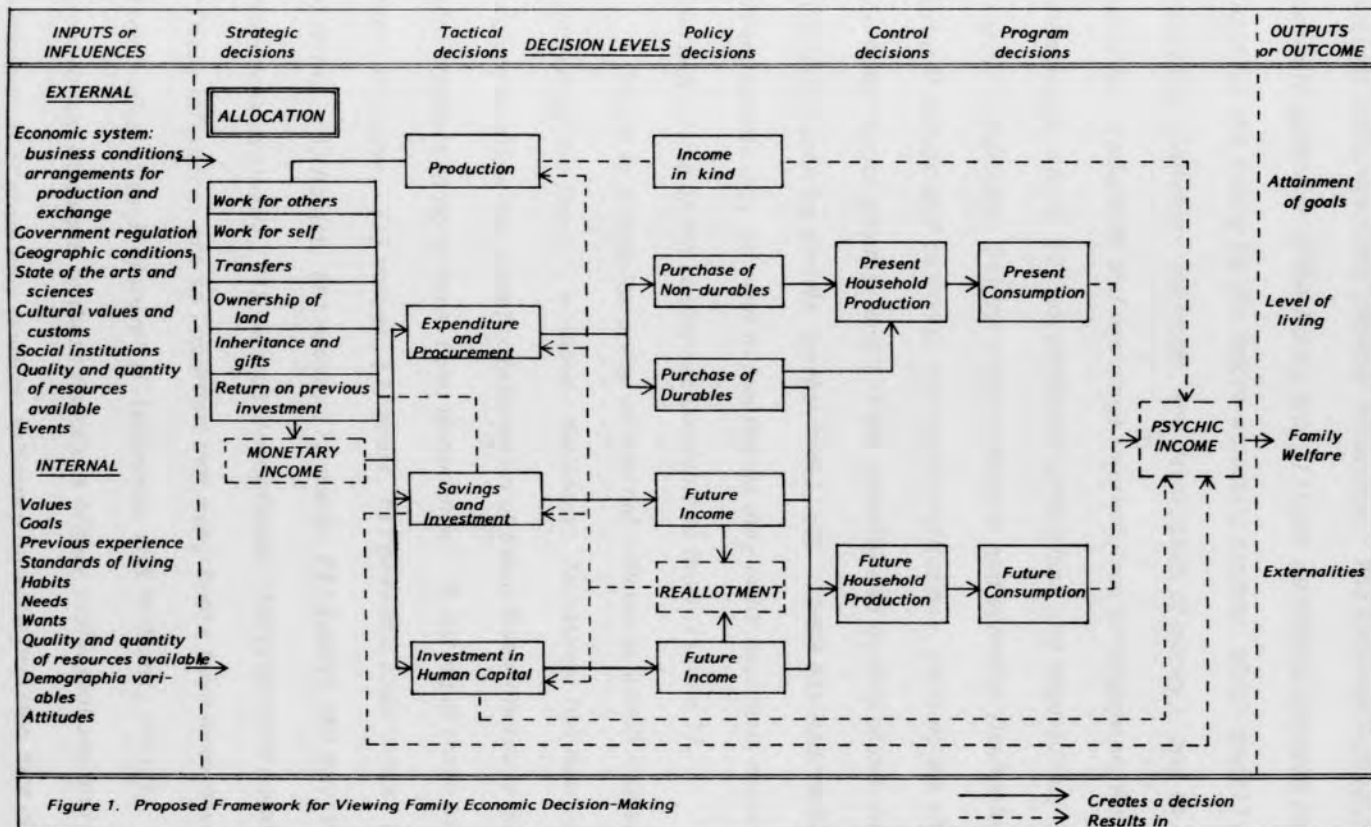 INPUTS or
INFLUENCES
Strategic
decisions
Tactical
decisions
DECISION LEVELS
Policy
decisions
Control
decisions
Program
decisions
OUTPUTS
or OUTCOME
EXTERNAL
Economic system:
business conditions
arrangements for
production and
exchange
Government regulation
Geographic conditions
State of the arts and
sciences
Cultural values and
customs
Social institutions
Quality and quantity
of resources
available
Events
INTERNAL
Values
Goals
Previous experience
Standards of living
Habits
Needs
Wants
Quality and quantity
of resources available
Demographia vari-
ables
Attitudes
ALLOCATION
Work for others
Work for self
Transfers
Ownership of
land
Inheritance and
gifts
Return on previous
investment
MONETARY
INCOME
Production
Expenditure
and
Procurement
Savings
and
Investment
Investment in
Human Capital
Income
in kind
Purchase of
Non-durables
Purchase of
Durables
Future
Income
REALLOTMENT
Future
Income
Present
Household
Production
Future
Household
Production
Present
Consumption
Future
Consumption
PSYCHIC
INCOME
Attainment
of goals
Level of
living
Family
Welfare
Externalities
Figure 1. Proposed Framework for Viewing Family Economic Decision-Making
Creates a decision
Results in